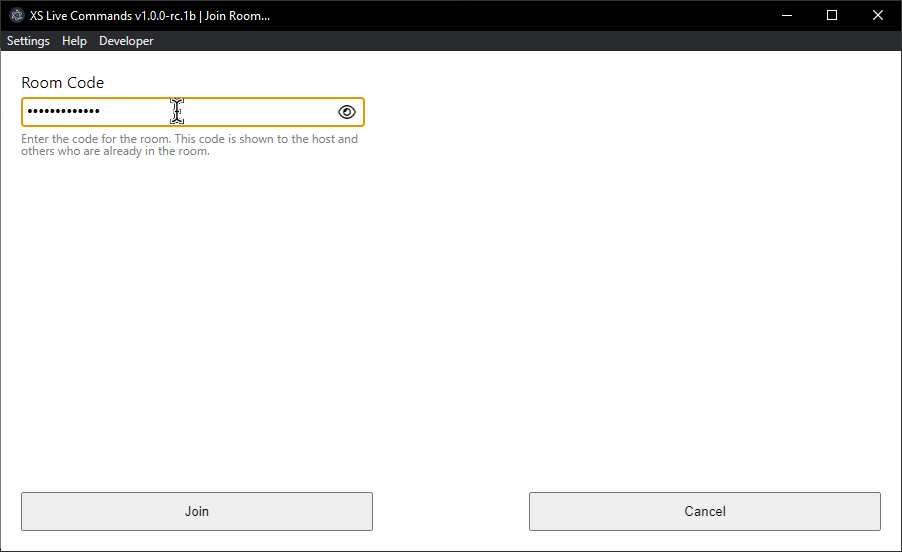 XS Live Commands v1.0.0-rc.1b | Join Room...
Settings Help Developer
Room Code
•••••••••••••
Enter the code for the room. This code is shown to the host and
others who are already in the room.
Join Cancel